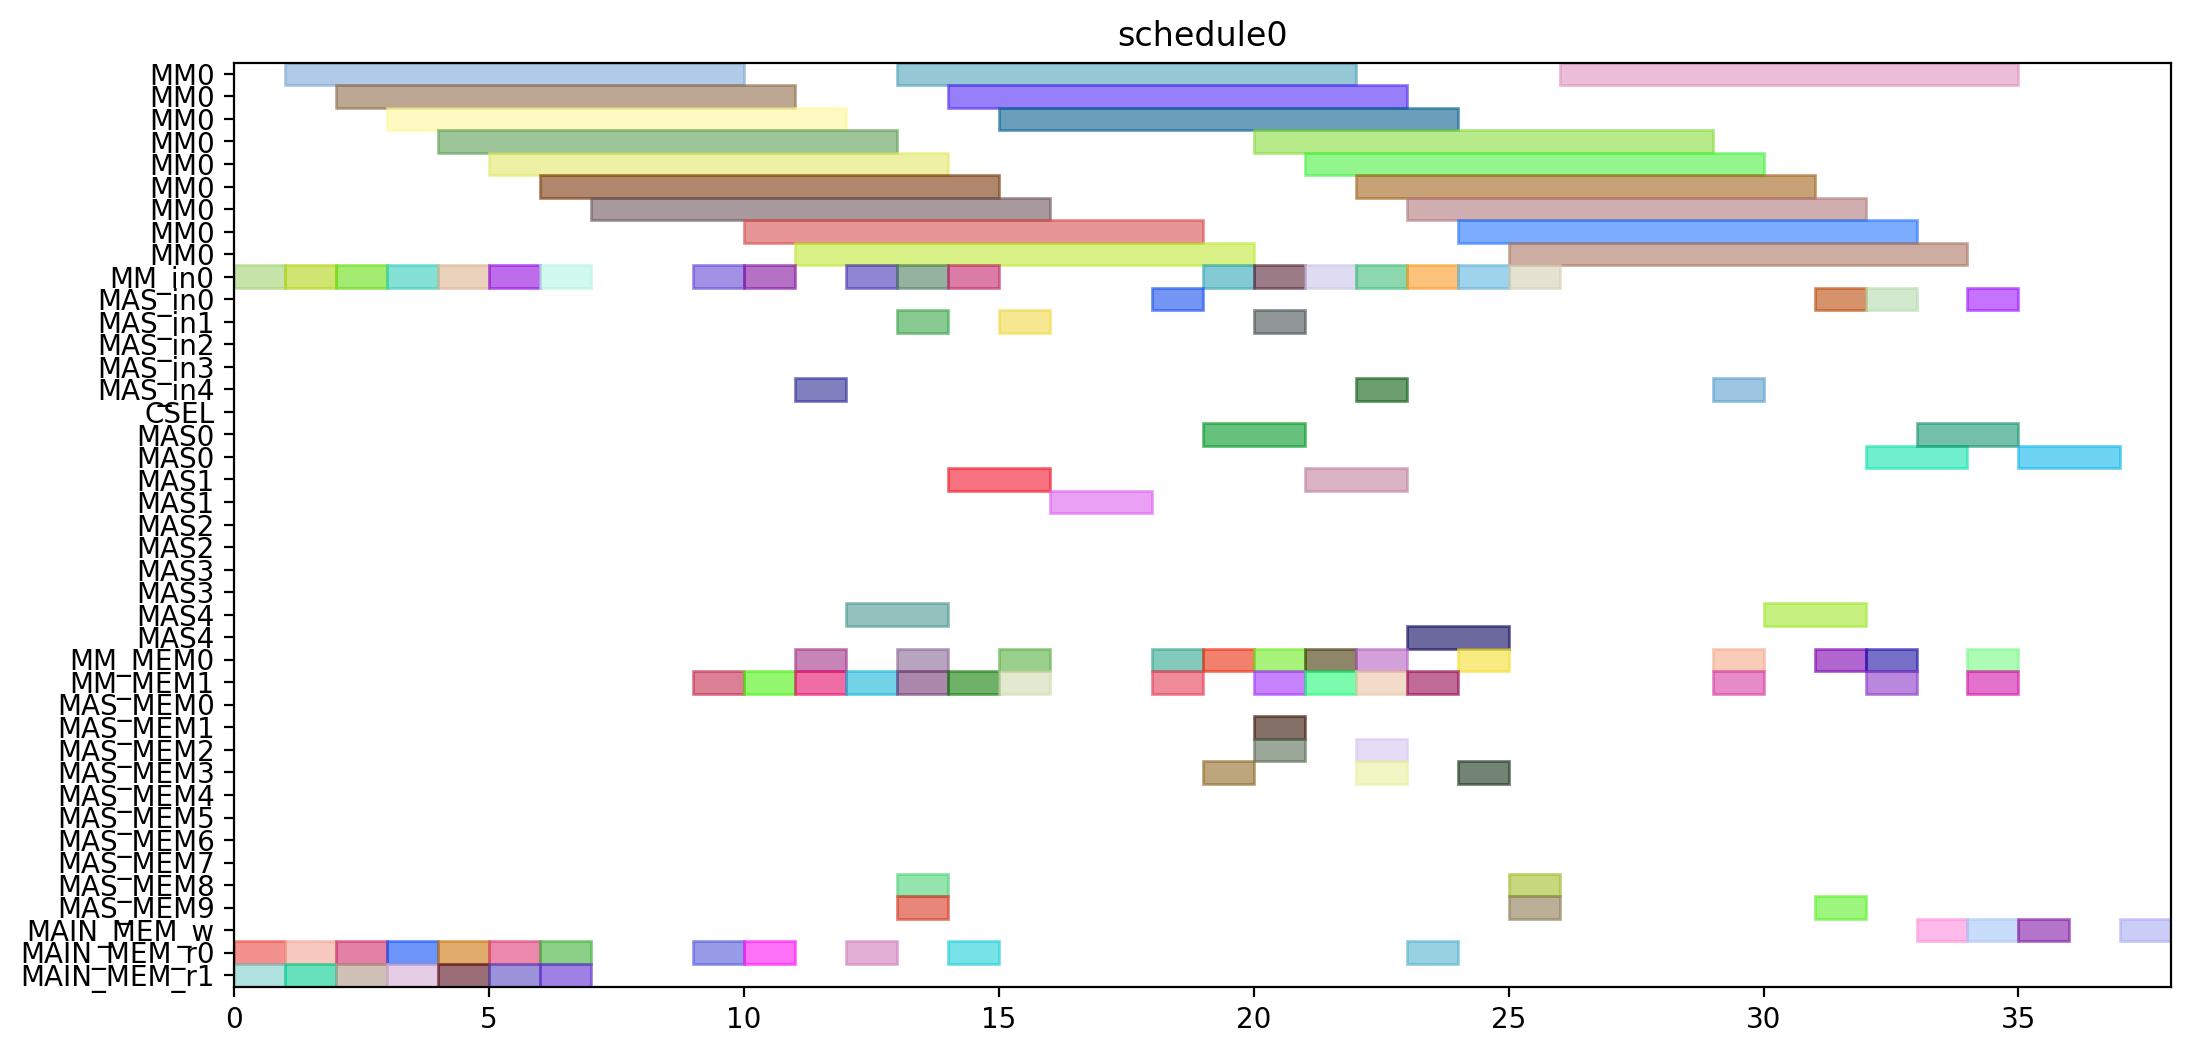 schedule0
MM0
MM0
MM0
MM0
MM0
MM0
MM0
MM0
MM0
MM_in0
MAS_in0
MAS_in1
MAS_in2
MAS_in3
MAS_in4
CSEL
MAS0
MAS0
MAS1
MAS1
MAS2
MAS2
MAS3
MAS3
MAS4
MAS4
MM_MEM0
MM_MEM1
MAS_MEM0
MAS_MEM1
MAS_MEM2
MAS_MEM3
MAS_MEM4
MAS_MEM5
MAS_MEM6
MAS_MEM7
MAS_MEM8
MAS_MEM9
MAIN_MEM_w
MAIN_MEM_r0
MAIN_MEM_r1
0 5 10 15 20 25 30 35